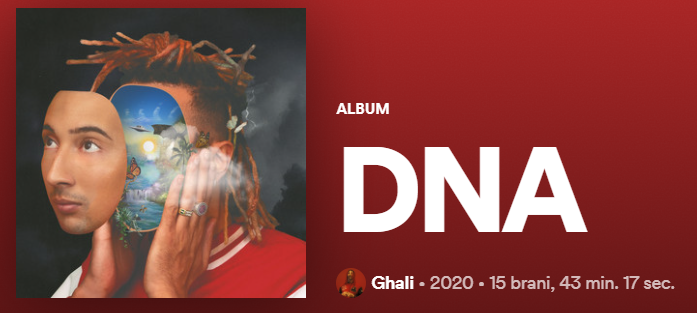 ALBUM
DNA
Ghali • 2020 • 15 brani, 43 min. 17 sec.